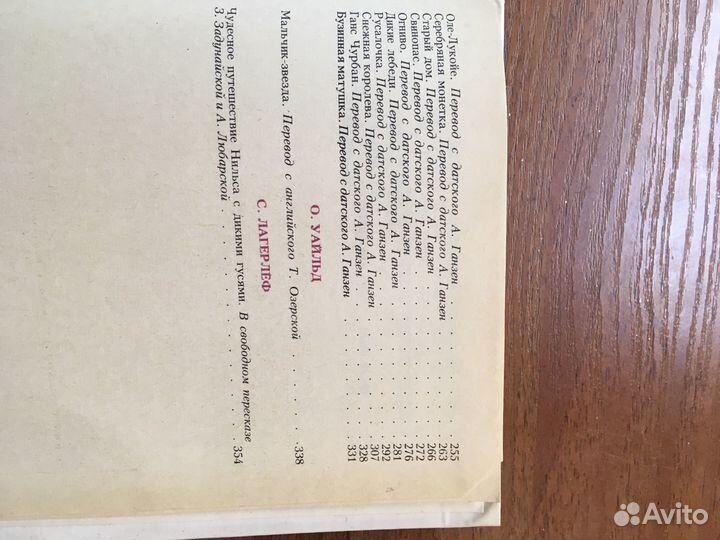 Оле-Лукойе. Перевод с датского А. Ганзен . . . . 255
Серебряная монетка. Перевод с датского А. Ганзен . . . 263
Старый дом. Перевод с датского А. Ганзен . . . . 266
Свинопас. Перевод с датского А. Ганзен . . . . . 272
Огниво. Перевод с датского А. Ганзен . . . . . 276
Дикие лебеди. Перевод с датского А. Ганзен . . . . 281
Русалочка. Перевод с датского А. Ганзен . . . . . 292
Снежная королева. Перевод с датского А. Ганзен . . . 307
Ганс Чурбан. Перевод с датского А. Ганзен . . . . 328
Бузинная матушка. Перевод с датского А. Ганзен . . . 331
О. УАЙЛЬД
Мальчик-звезда. Перевод с английского Т. Озерской . . . . 338
С. ЛАГЕРЛЁФ
Чудесное путешествие Нильса с дикими гусями. В свободном пересказе
З. Задунайской и А. Любарской . . . . . . . . . . 354
Avito